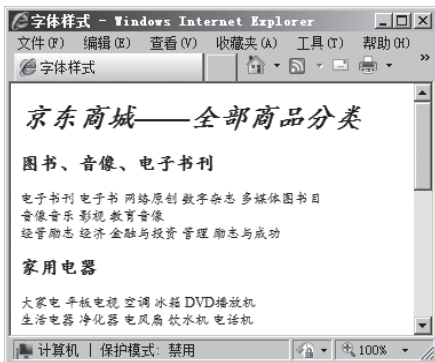 字体样式 - Windows Internet Explorer
文件(F) 编辑(E) 查看(V) 收藏夹(A) 工具(T) 帮助(H)
字体样式
京东商城——全部商品分类
图书、音像、电子书刊
电子书刊 电子书 网络原创 数字杂志 多媒体图书目
音像音乐 影视 教育音像
经管励志 经济 金融与投资 管理 励志与成功
家用电器
大家电 平板电视 空调 冰箱 DVD播放机
生活电器 净化器 电风扇 饮水机 电话机
计算机 | 保护模式: 禁用 100%